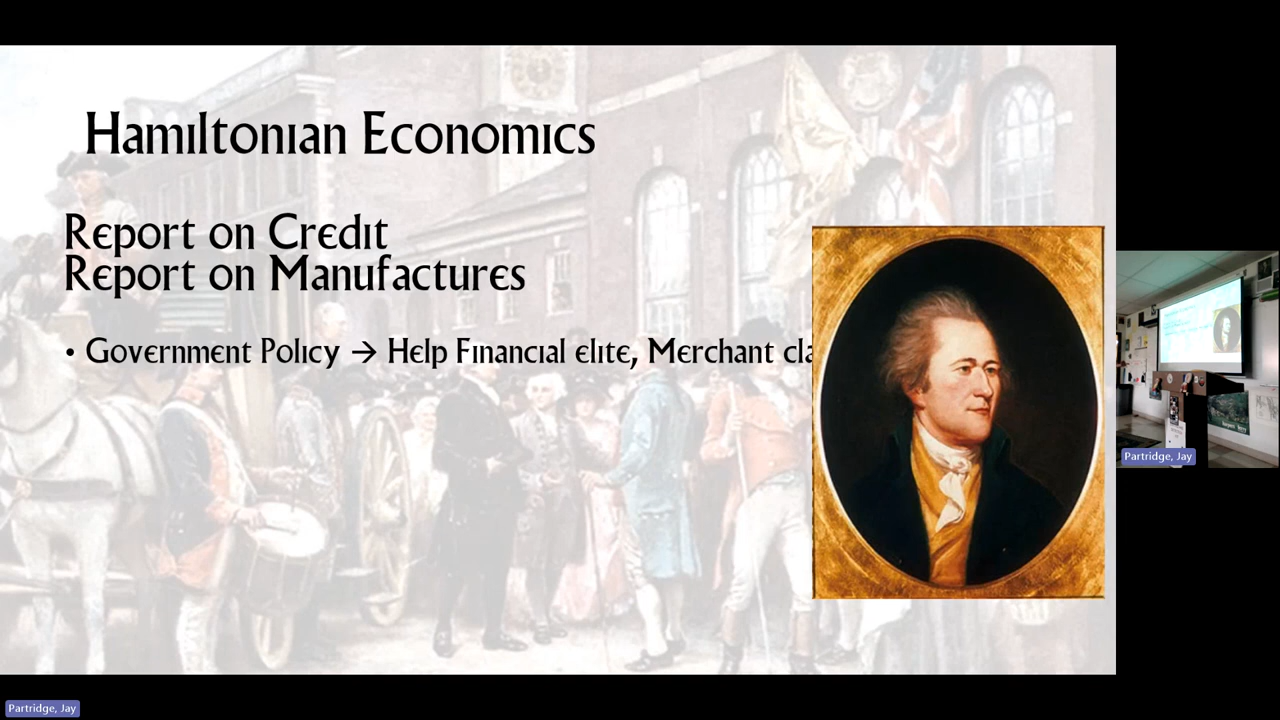 Hamiltonian Economics
Report on Credit
Report on Manufactures
• Government Policy → Help Financial elite, Merchant cla
Partridge, Jay
Partridge, Jay